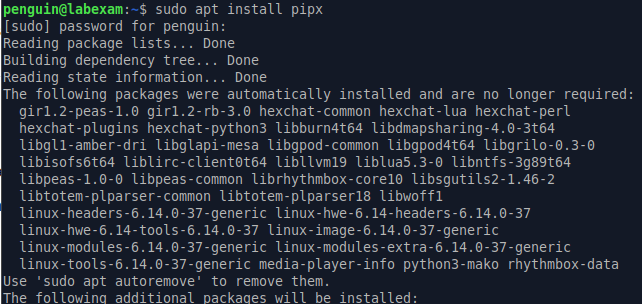 penguin@labexam:~$ sudo apt install pipx
[sudo] password for penguin:
Reading package lists... Done
Building dependency tree... Done
Reading state information... Done
The following packages were automatically installed and are no longer required:
  gir1.2-peas-1.0 gir1.2-rb-3.0 hexchat-common hexchat-lua hexchat-perl
  hexchat-plugins hexchat-python3 libburn4t64 libdmapsharing-4.0-3t64
  libgl1-amber-dri libglapi-mesa libgpod-common libgpod4t64 libgrilo-0.3-0
  libisofs6t64 liblirc-client0t64 libllvm19 liblua5.3-0 libntfs-3g89t64
  libpeas-1.0-0 libpeas-common librhythmbox-core10 libsgutils2-1.46-2
  libtotem-plparser-common libtotem-plparser18 libwoff1
  linux-headers-6.14.0-37-generic linux-hwe-6.14-headers-6.14.0-37
  linux-hwe-6.14-tools-6.14.0-37 linux-image-6.14.0-37-generic
  linux-modules-6.14.0-37-generic linux-modules-extra-6.14.0-37-generic
  linux-tools-6.14.0-37-generic media-player-info python3-mako rhythmbox-data
Use 'sudo apt autoremove' to remove them.
The following additional packages will be installed: